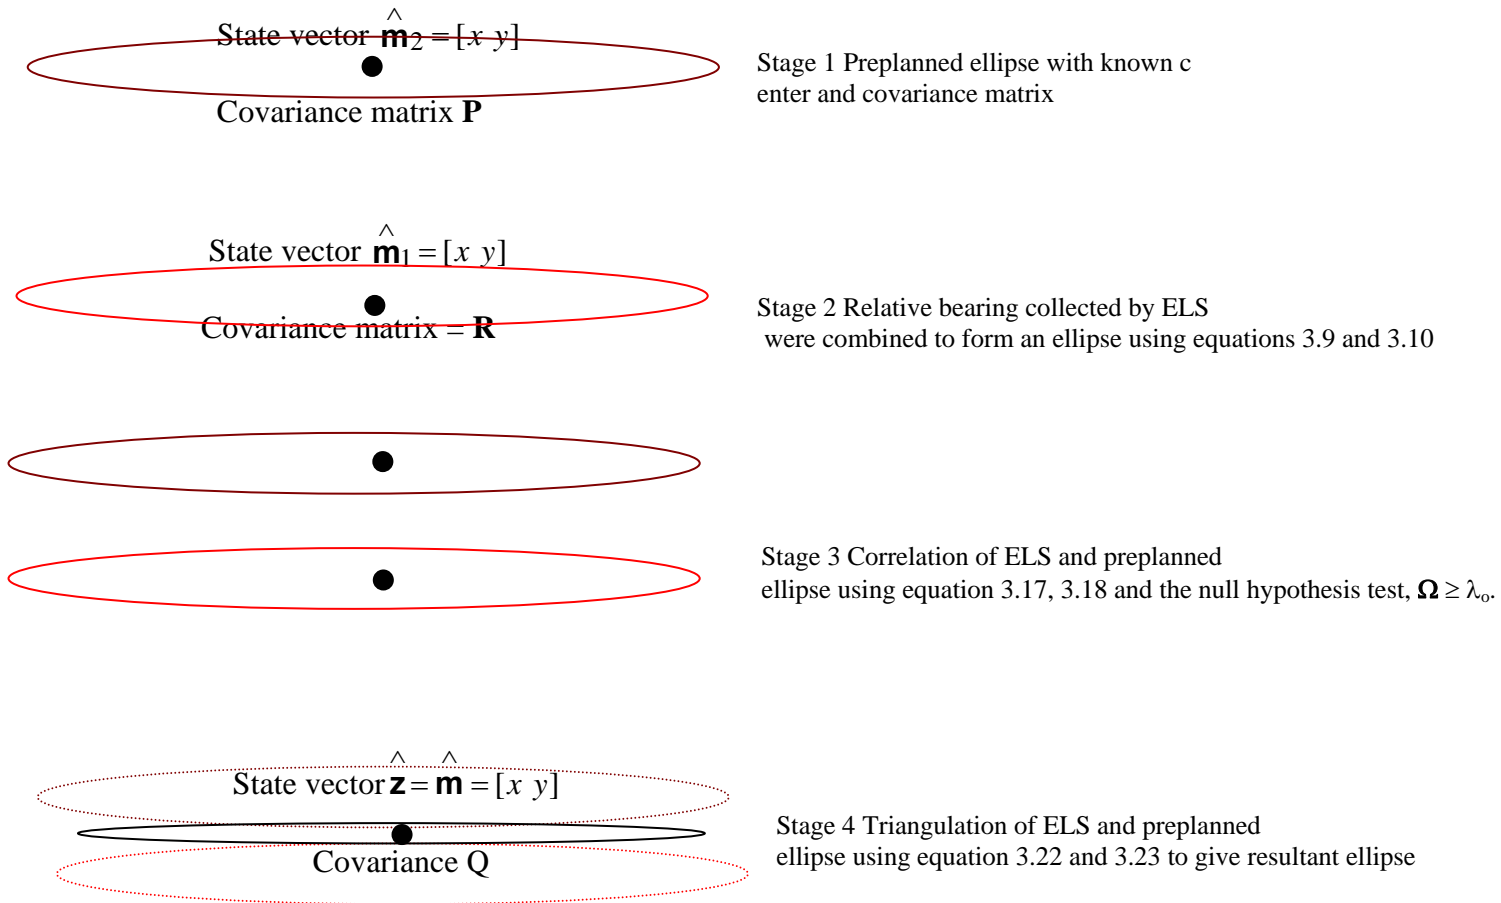 State vector m̂₂ = [x y]
Stage 1 Preplanned ellipse with known c
enter and covariance matrix
Covariance matrix P
State vector m̂₁ = [x y]
Covariance matrix = R
Stage 2 Relative bearing collected by ELS
were combined to form an ellipse using equations 3.9 and 3.10
Stage 3 Correlation of ELS and preplanned
ellipse using equation 3.17, 3.18 and the null hypothesis test, Ω ≥ λₒ.
State vector ẑ = m̂ = [x y]
Covariance Q
Stage 4 Triangulation of ELS and preplanned
ellipse using equation 3.22 and 3.23 to give resultant ellipse